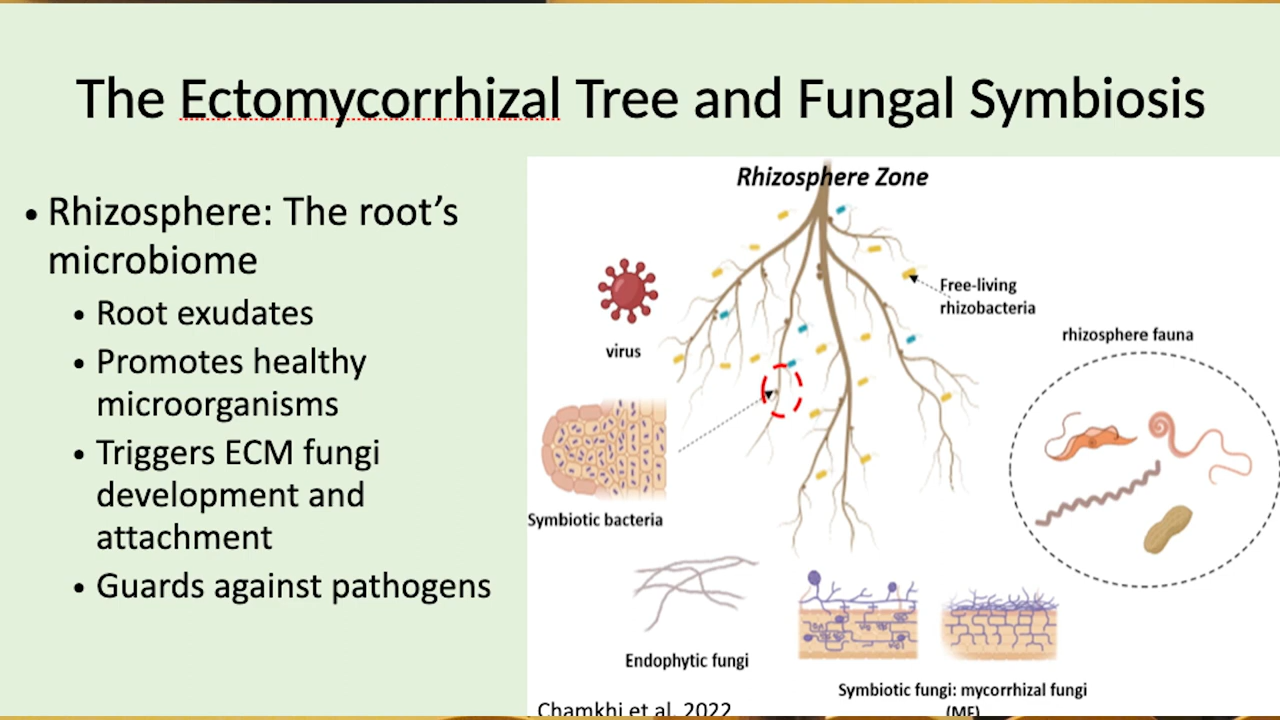 The Ectomycorrhizal Tree and Fungal Symbiosis
• Rhizosphere: The root's
microbiome
• Root exudates
• Promotes healthy
microorganisms
• Triggers ECM fungi
development and
attachment
• Guards against pathogens
Rhizosphere Zone
Free-living
rhizobacteria
virus
rhizosphere fauna
Symbiotic bacteria
Endophytic fungi
Symbiotic fungi: mycorrhizal fungi
(MF)
Chamkhi et al. 2022